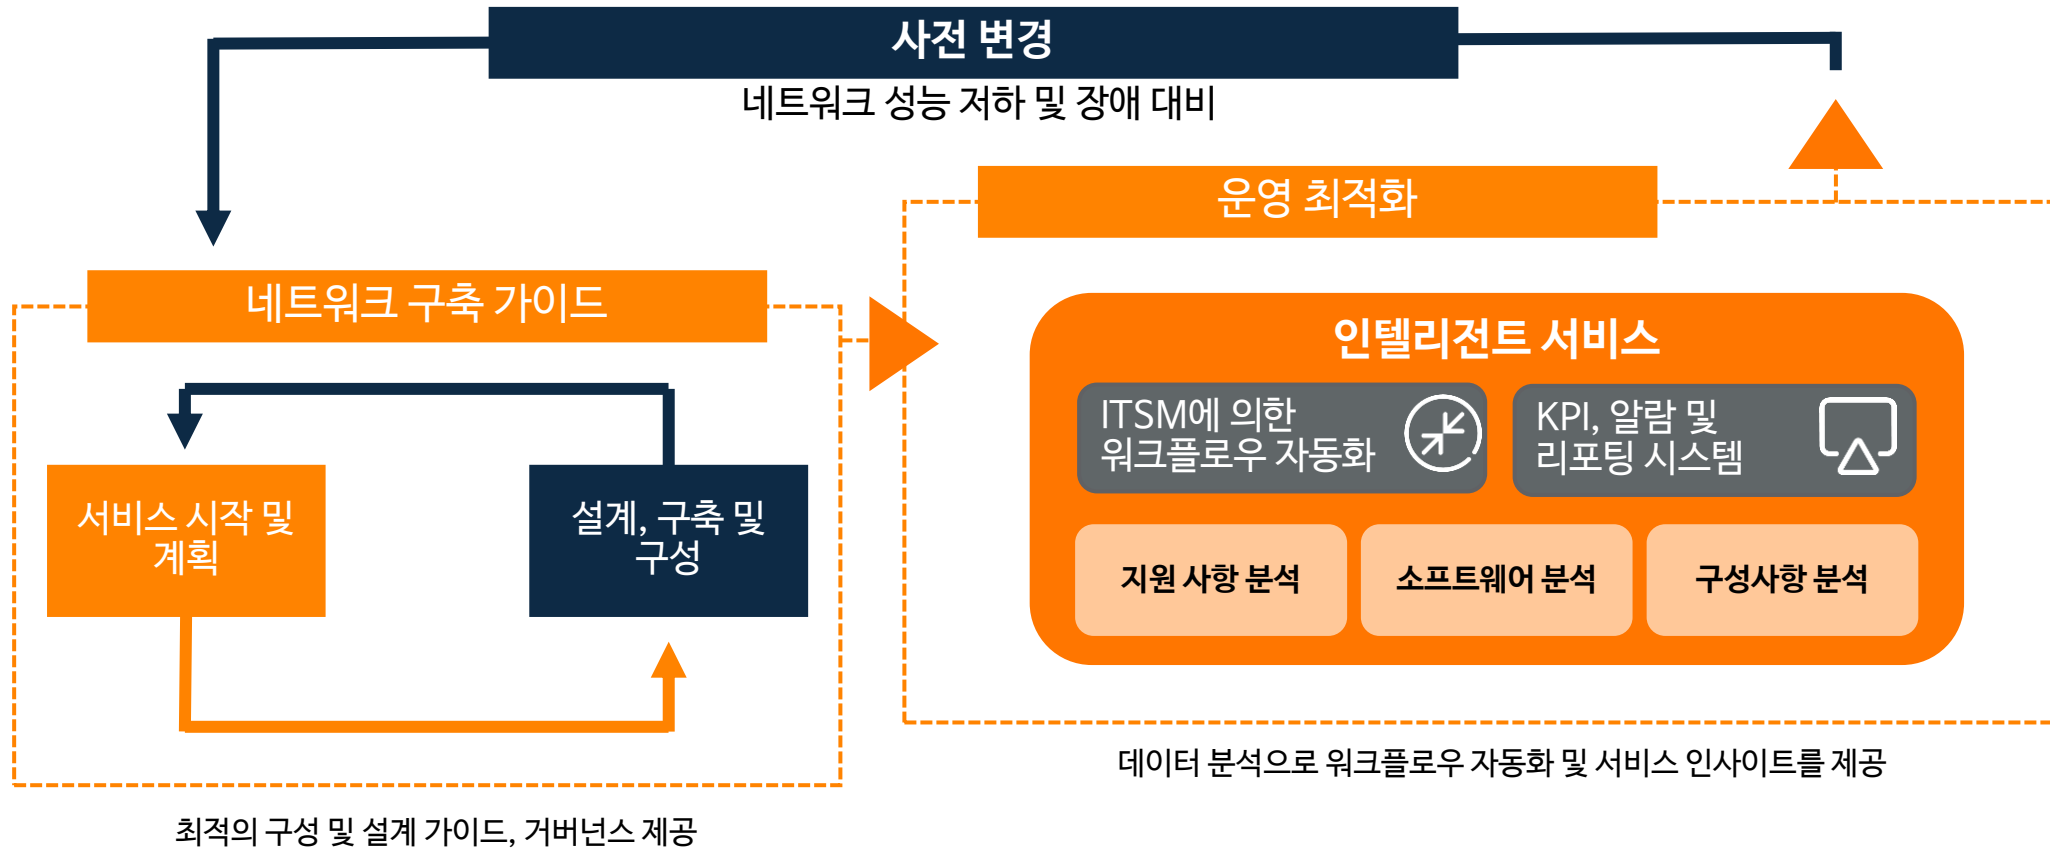 사전 변경
네트워크 성능 저하 및 장애 대비
운영 최적화
네트워크 구축 가이드
인텔리전트 서비스
ITSM에 의한
워크플로우 자동화
KPI, 알람 및
리포팅 시스템
서비스 시작 및
계획
설계, 구축 및
구성
지원 사항 분석
소프트웨어 분석
구성사항 분석
데이터 분석으로 워크플로우 자동화 및 서비스 인사이트를 제공
최적의 구성 및 설계 가이드, 거버넌스 제공